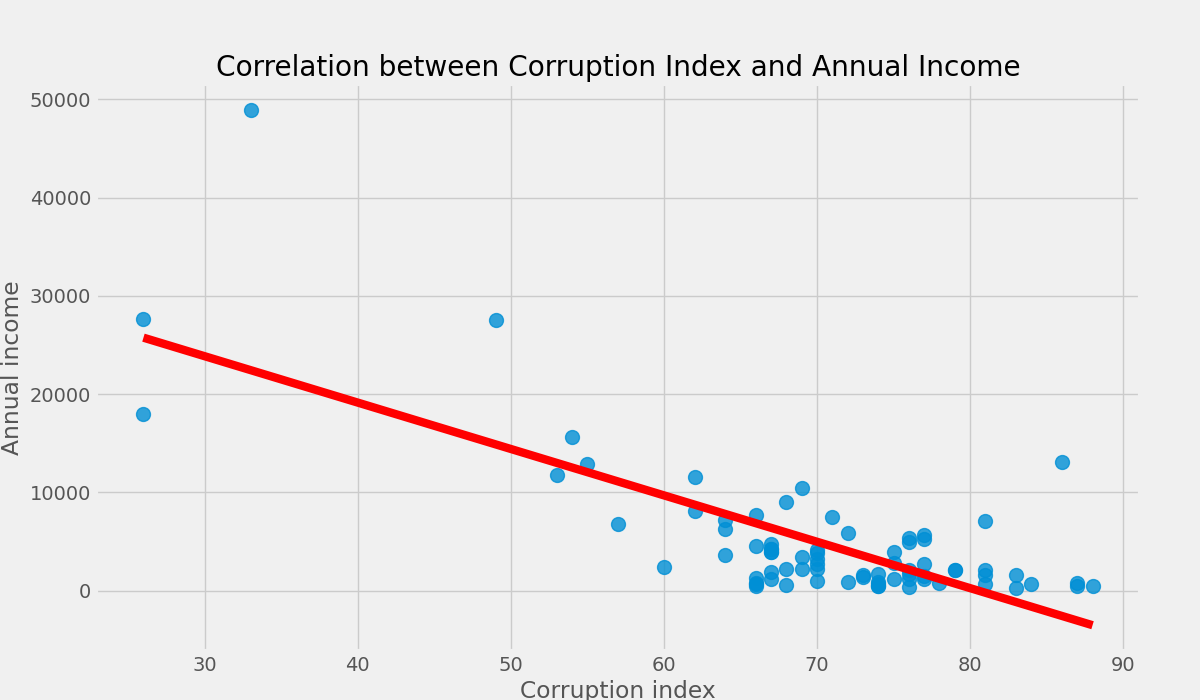 Correlation between Corruption Index and Annual Income
50000
40000
30000
20000
10000
0
Annual income
30 40 50 60 70 80 90
Corruption index